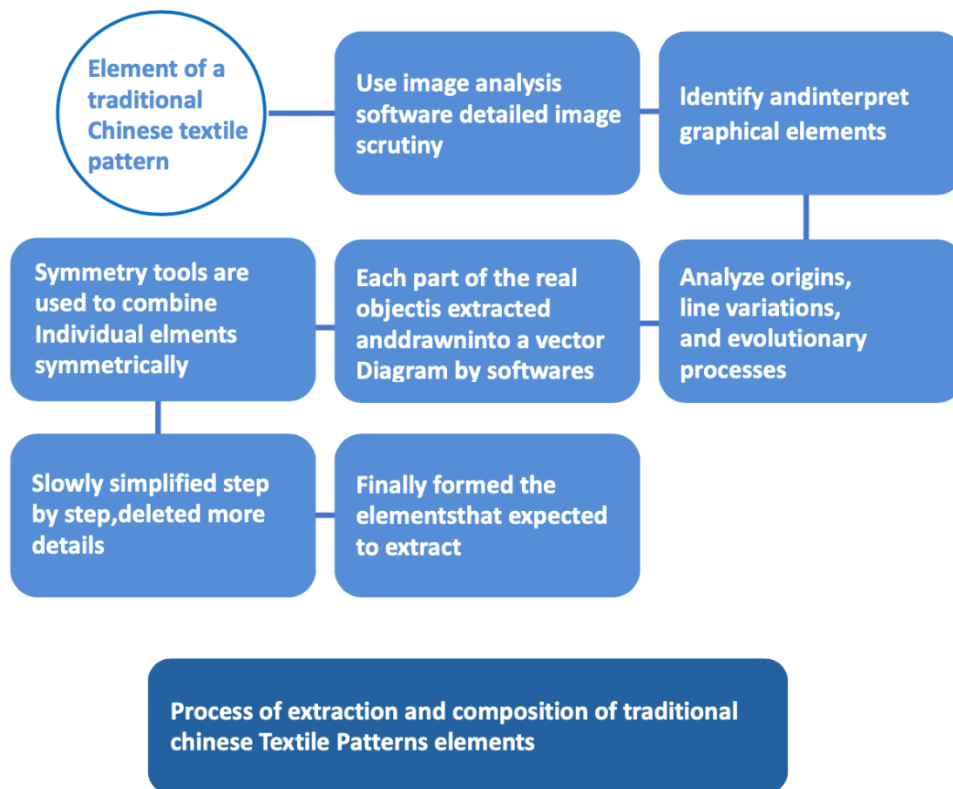 Element of a
traditional
Chinese textile
pattern
Use image analysis
software detailed image
scrutiny
Identify andinterpret
graphical elements
Analyze origins,
line variations,
and evolutionary
processes
Each part of the real
objectis extracted
anddrawninto a vector
Diagram by softwares
Symmetry tools are
used to combine
Individual elments
symmetrically
Slowly simplified step
by step,deleted more
details
Finally formed the
elementsthat expected
to extract
Process of extraction and composition of traditional
chinese Textile Patterns elements